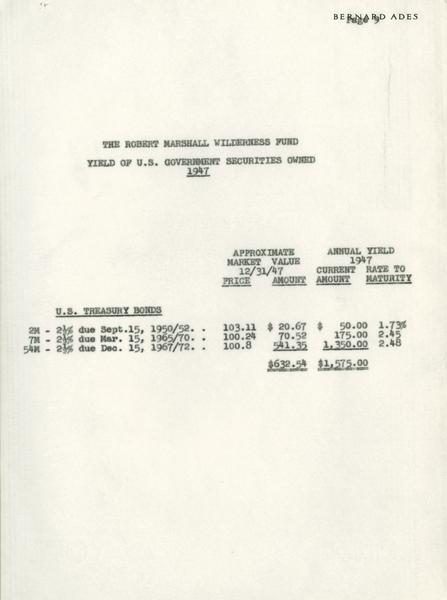 BERNARD ADES
Page 9
THE ROBERT MARSHALL WILDERNESS FUND
YIELD OF U.S. GOVERNMENT SECURITIES OWNED
1947
APPROXIMATE ANNUAL YIELD
MARKET VALUE 1947
12/31/47 CURRENT RATE TO
PRICE AMOUNT AMOUNT MATURITY
U.S. TREASURY BONDS
2M - 2½% due Sept.15, 1950/52. . 103.11 $ 20.67 $ 50.00 1.73%
7M - 2½% due Mar. 15, 1965/70. . 100.24 70.52 175.00 2.45
54M - 2½% due Dec. 15, 1967/72. . 100.8 541.35 1,350.00 2.48
$632.54 $1,575.00